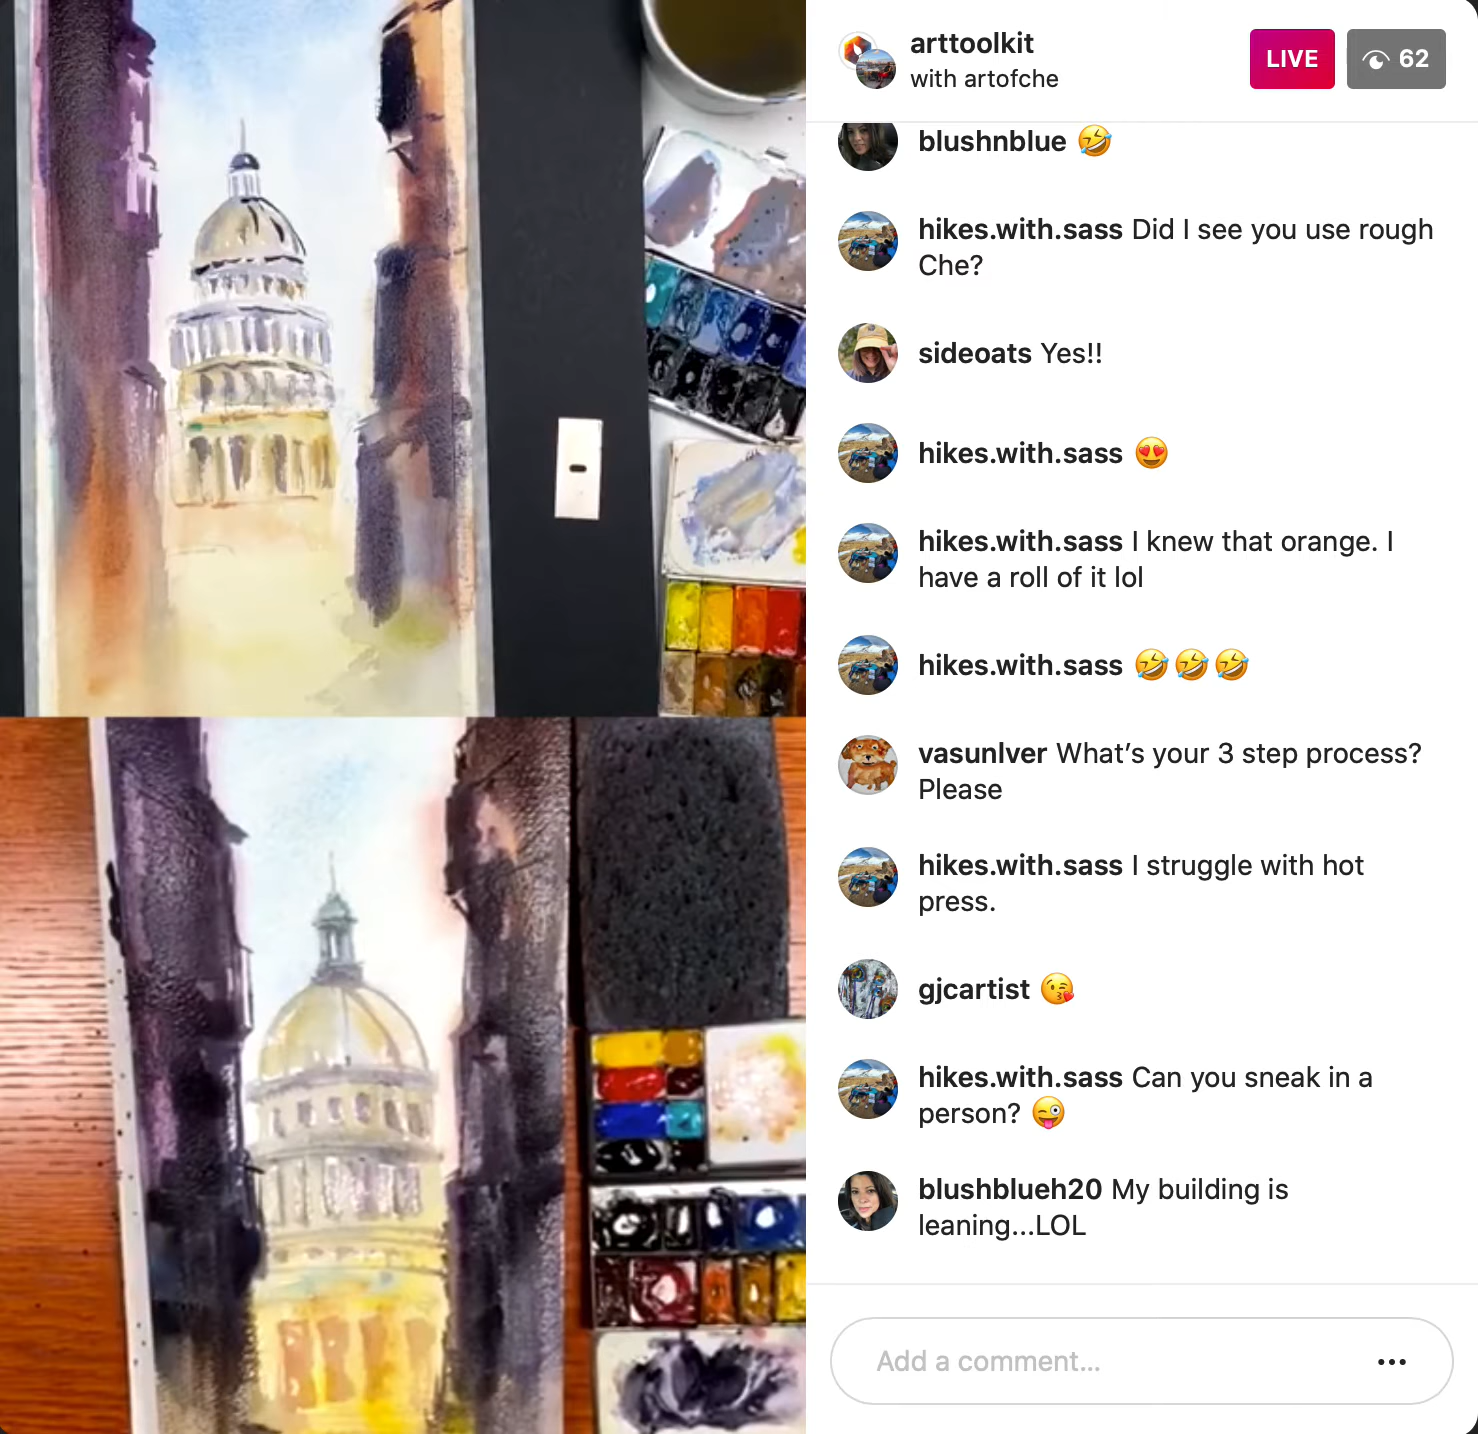 arttoolkit
with artofche
LIVE
62
blushnblue 🤣
hikes.with.sass Did I see you use rough
Che?
sideoats Yes!!
hikes.with.sass 😍
hikes.with.sass I knew that orange. I
have a roll of it lol
hikes.with.sass 🤣🤣🤣
vasunlver What’s your 3 step process?
Please
hikes.with.sass I struggle with hot
press.
gjcartist 😘
hikes.with.sass Can you sneak in a
person? 😜
blushblueh20 My building is
leaning...LOL
Add a comment...